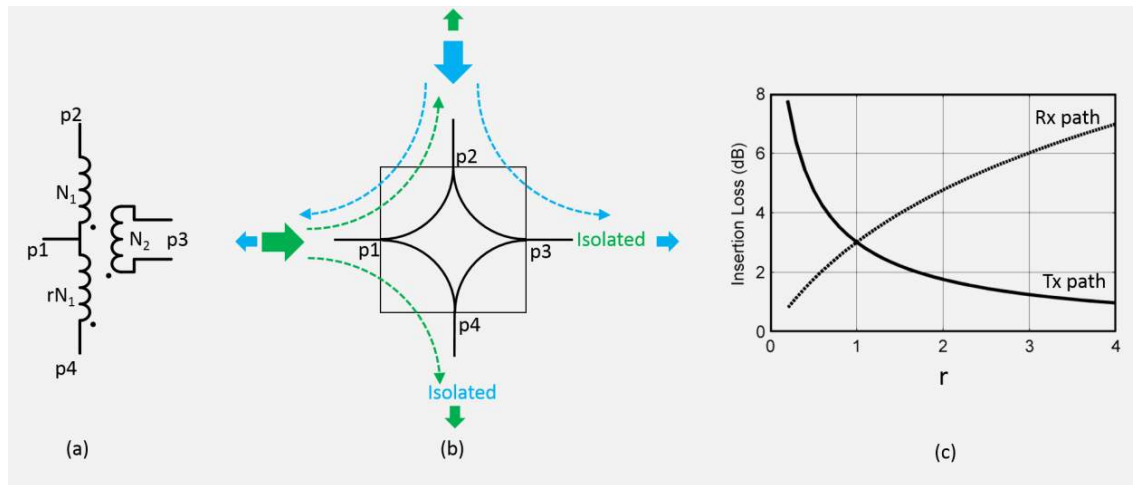 p2
N1
p1
N2
p3
rN1
p4
(a)
p2
p1
p3
Isolated
p4
Isolated
(b)
Insertion Loss (dB)
8
6
4
2
0
Rx path
Tx path
0
1
2
3
4
r
(c)